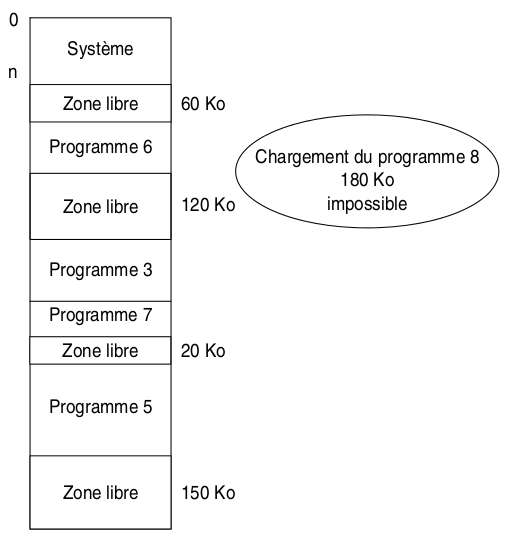 0
Système
n
Zone libre 60 Ko
Programme 6
Chargement du programme 8
180 Ko
impossible
Zone libre 120 Ko
Programme 3
Programme 7
Zone libre 20 Ko
Programme 5
Zone libre 150 Ko